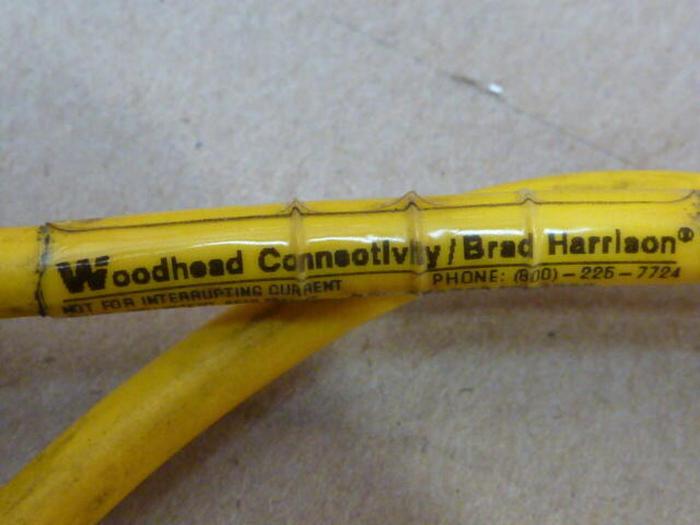 Woodhead Connectivity / Brad Harrison®
NOT FOR INTERRUPTING CURRENT
PHONE: (800)-225-7724